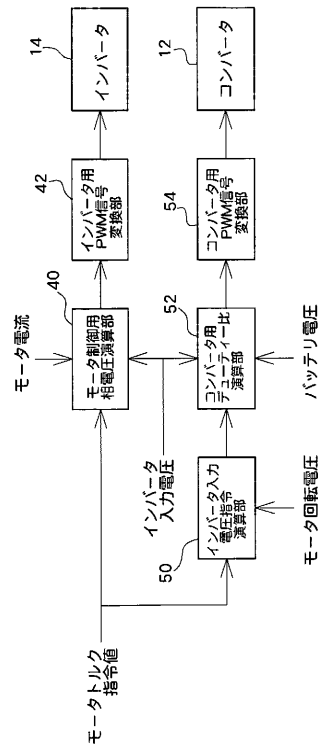 モータトルク
指令値
モータ電流
40
モータ制御用
相電圧演算部
42
インバータ用
PWM信号
変換部
14
インバータ
インバータ
入力電圧
50
インバータ入力
電圧指令
演算部
モータ回転電圧
52
コンバータ用
デューティー比
演算部
バッテリ電圧
54
コンバータ用
PWM信号
変換部
12
コンバータ